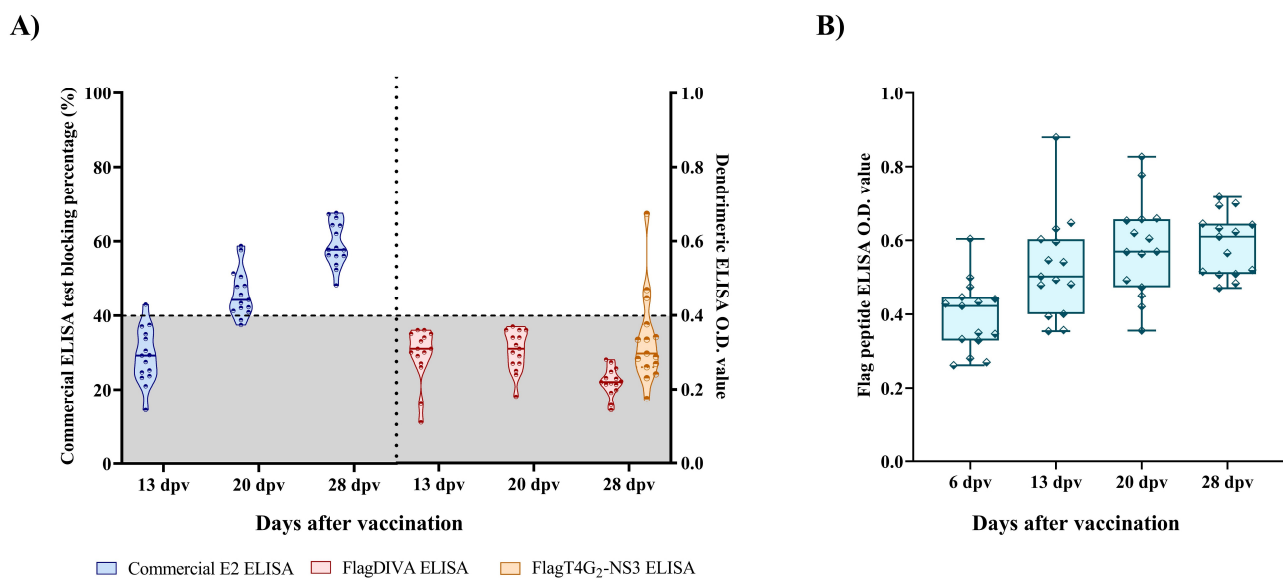 A)
B)
Commercial ELISA test blocking percentage (%)
100
80
60
40
20
0
1.0
0.8
0.6
0.4
0.2
0.0
Dendrimeric ELISA O.D. value
13 dpv
20 dpv
28 dpv
13 dpv
20 dpv
28 dpv
Days after vaccination
Commercial E2 ELISA
FlagDIVA ELISA
FlagT4G₂-NS3 ELISA
Flag peptide ELISA O.D. value
1.0
0.8
0.6
0.4
0.2
0.0
6 dpv
13 dpv
20 dpv
28 dpv
Days after vaccination